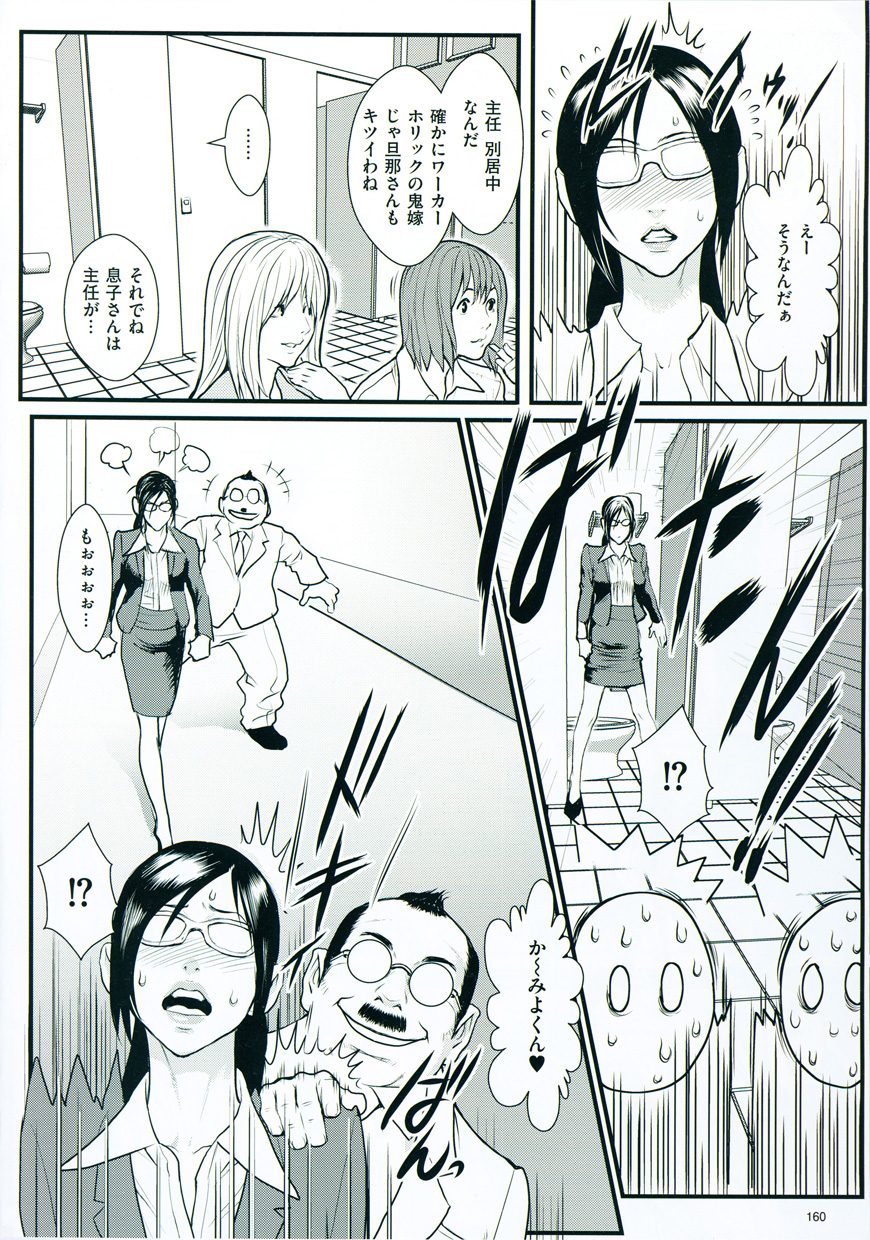 えー
そうなんだぁ
ピピ
主任 別居中
なんだ
確かにワーカー
ホリックの鬼嫁
じゃ旦那さんも
キツイわね
……
それでね
息子さんは
主任が…
ばたん
!?
もぉぉぉぉ…
か～みよくん♥
!?
ばんっ
160